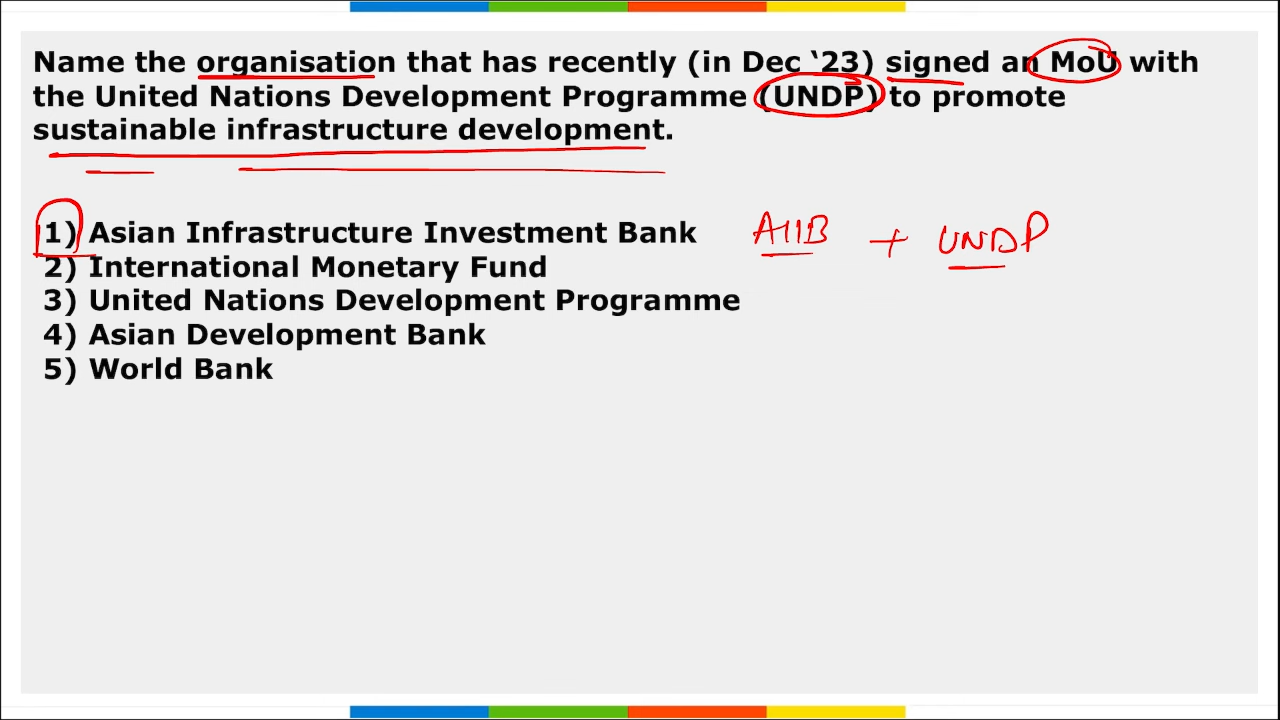 Name the organisation that has recently (in Dec ‘23) signed an MoU with
the United Nations Development Programme (UNDP) to promote
sustainable infrastructure development.
1) Asian Infrastructure Investment Bank AIIB + UNDP
2) International Monetary Fund
3) United Nations Development Programme
4) Asian Development Bank
5) World Bank